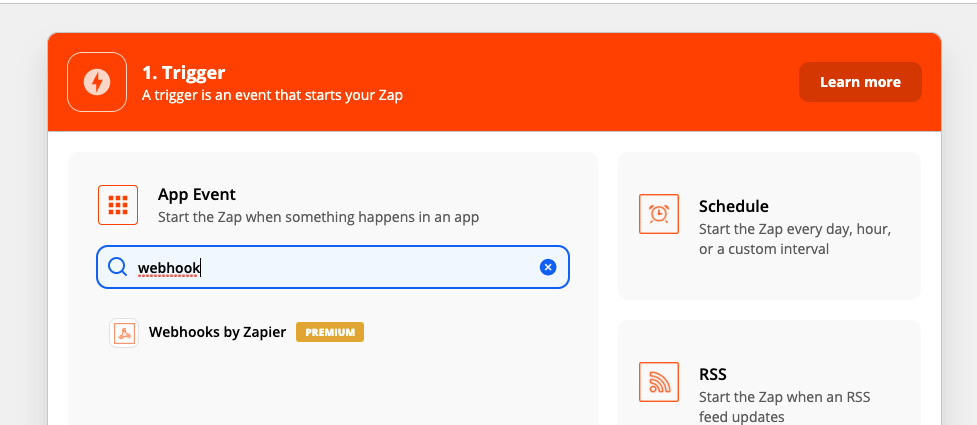 1. Trigger
A trigger is an event that starts your Zap
Learn more
App Event
Start the Zap when something happens in an app
webhook
Webhooks by Zapier PREMIUM
Schedule
Start the Zap every day, hour,
or a custom interval
RSS
Start the Zap when an RSS
feed updates